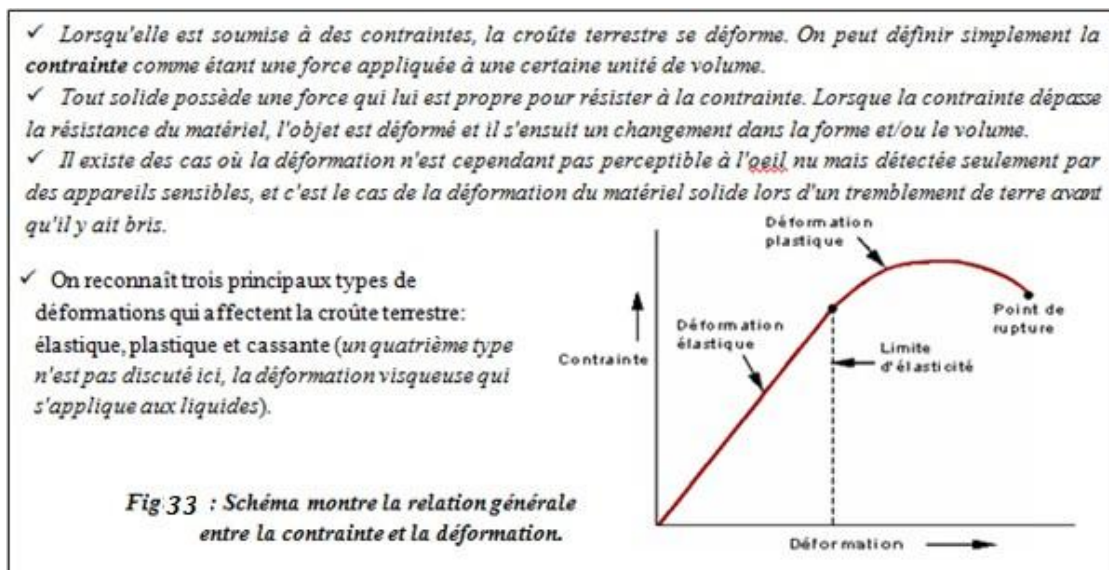 ✓ Lorsqu'elle est soumise à des contraintes, la croûte terrestre se déforme. On peut définir simplement la
contrainte comme étant une force appliquée à une certaine unité de volume.
✓ Tout solide possède une force qui lui est propre pour résister à la contrainte. Lorsque la contrainte dépasse
la résistance du matériel, l'objet est déformé et il s'ensuit un changement dans la forme et/ou le volume.
✓ Il existe des cas où la déformation n'est cependant pas perceptible à l'oeil nu mais détectée seulement par
des appareils sensibles, et c'est le cas de la déformation du matériel solide lors d'un tremblement de terre avant
qu'il y ait bris.
✓ On reconnaît trois principaux types de
déformations qui affectent la croûte terrestre:
élastique, plastique et cassante (un quatrième type
n'est pas discuté ici, la déformation visqueuse qui
s'applique aux liquides).
Fig 33 : Schéma montre la relation générale
entre la contrainte et la déformation.
Déformation
plastique
Point de
rupture
Déformation
élastique
Limite
d'élasticité
Contrainte
Déformation